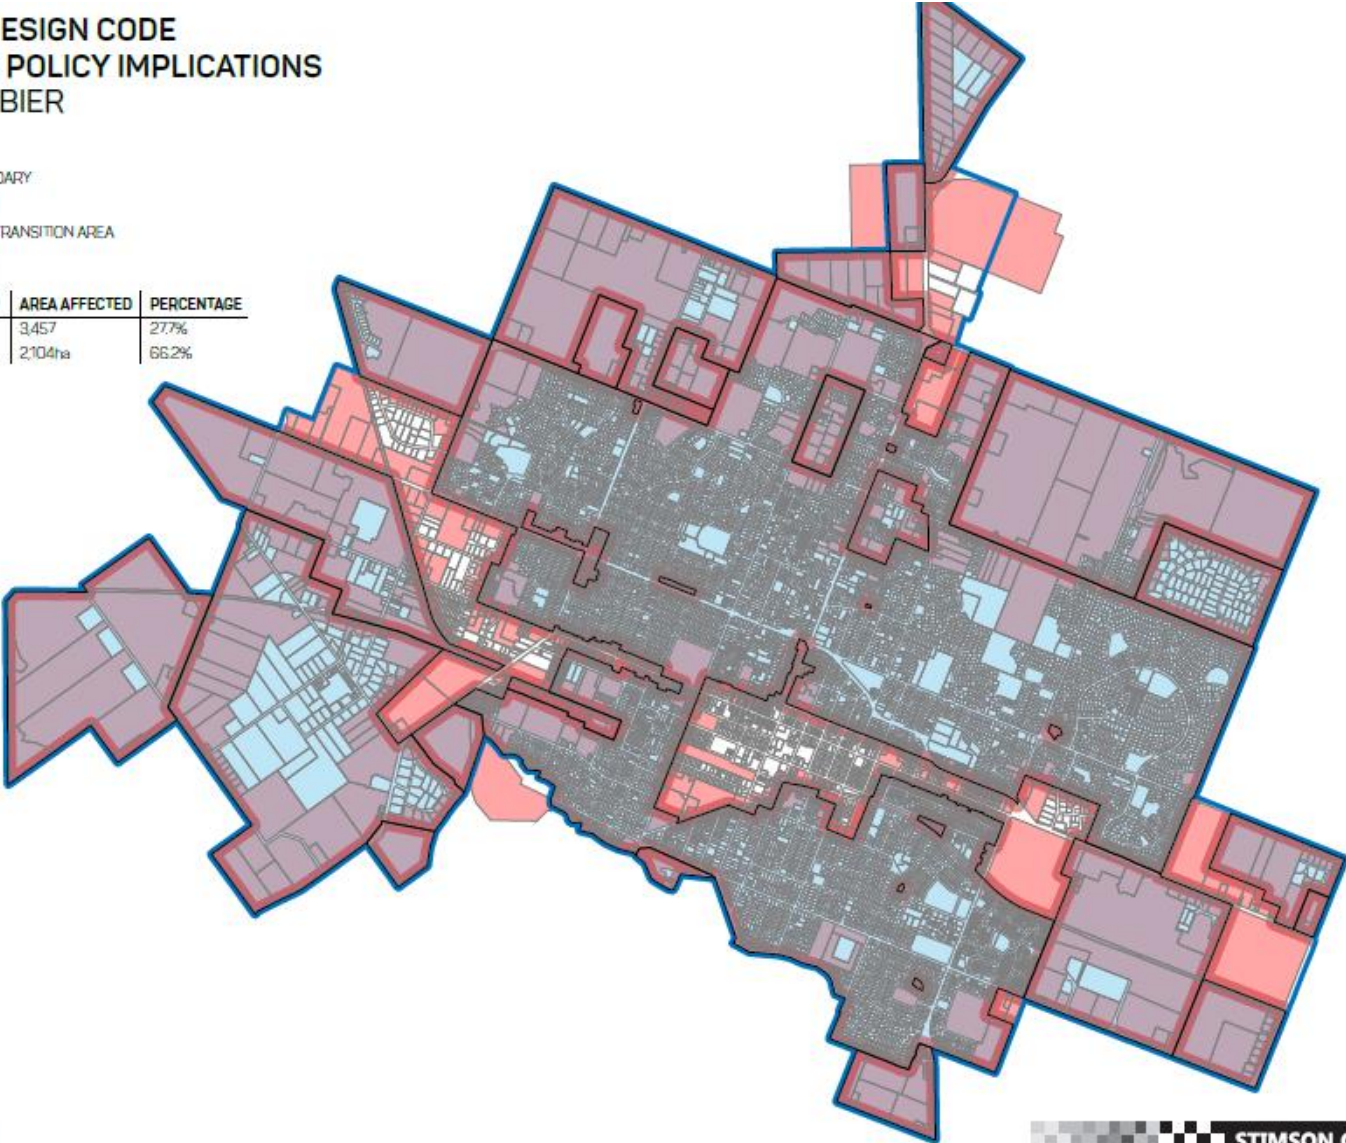 ESIGN CODE
POLICY IMPLICATIONS
BIER
DARY
RANSITION AREA
AREA AFFECTED PERCENTAGE
3,457 27.7%
2,104ha 66.2%
STIMSON